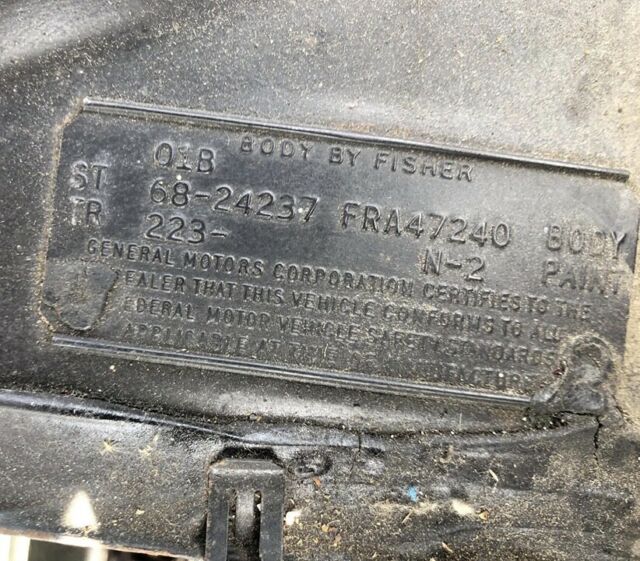 01B BODY BY FISHER
ST 68-24237 FRA47240 BODY
TR 223- N-2 PAINT
GENERAL MOTORS CORPORATION CERTIFIES TO THE
DEALER THAT THIS VEHICLE CONFORMS TO ALL
FEDERAL MOTOR VEHICLE SAFETY STANDARDS
APPLICABLE AT TIME OF